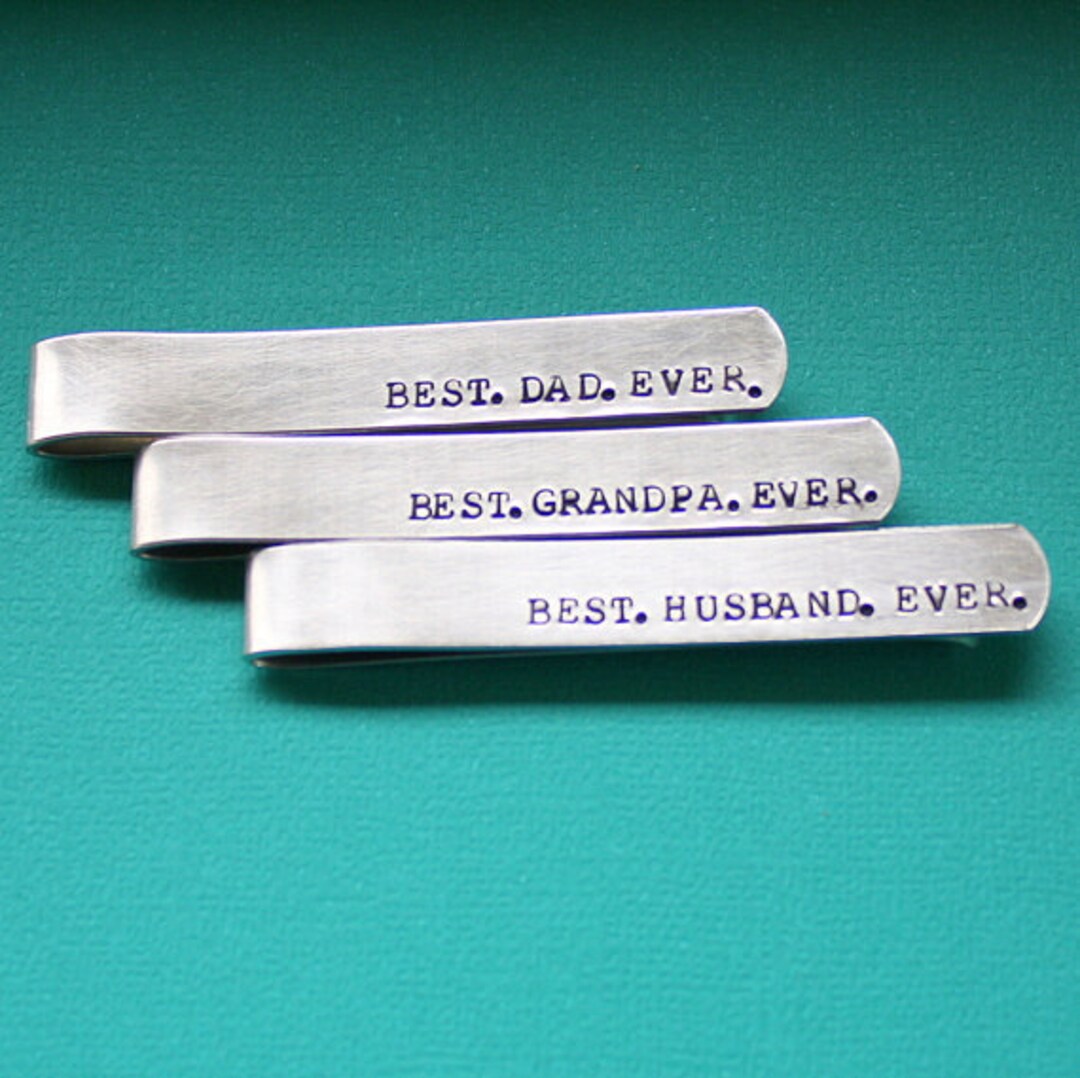 BEST. DAD. EVER.
BEST. GRANDPA. EVER.
BEST. HUSBAND. EVER.